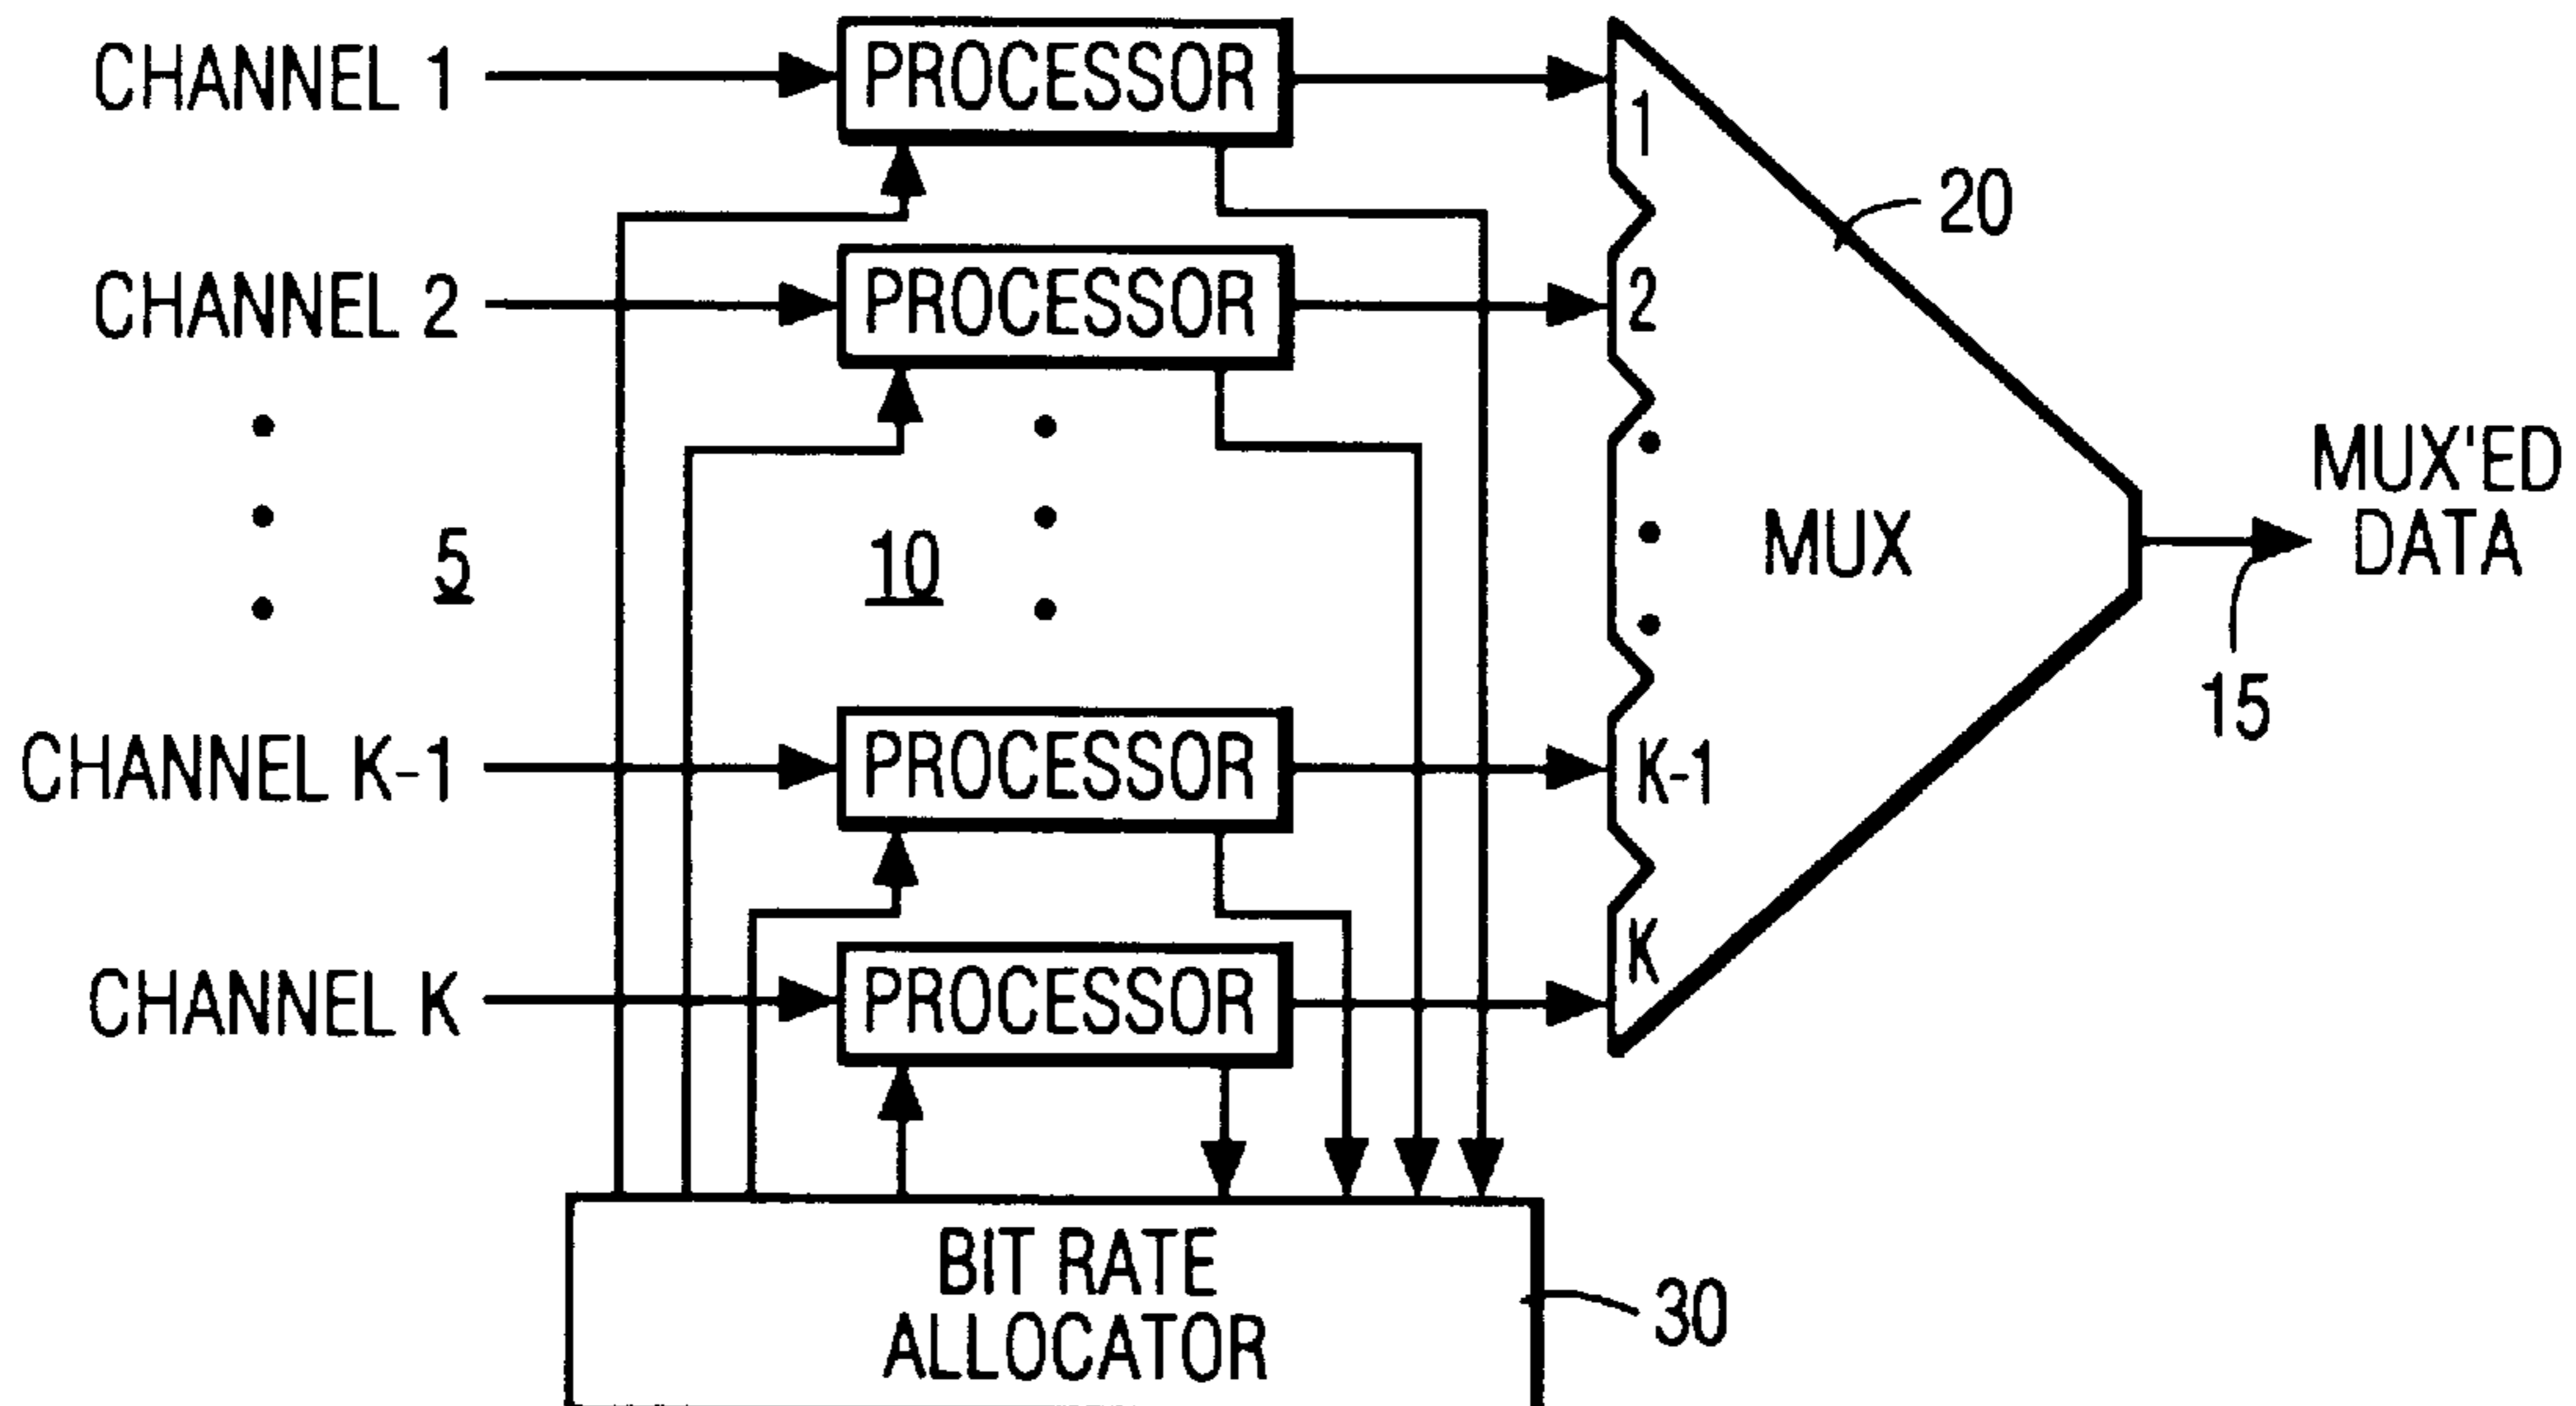 CHANNEL 1
PROCESSOR
1
20
CHANNEL 2
PROCESSOR
2
5
10
MUX
MUX'ED
DATA
15
CHANNEL K-1
PROCESSOR
K-1
CHANNEL K
PROCESSOR
K
BIT RATE
ALLOCATOR
30